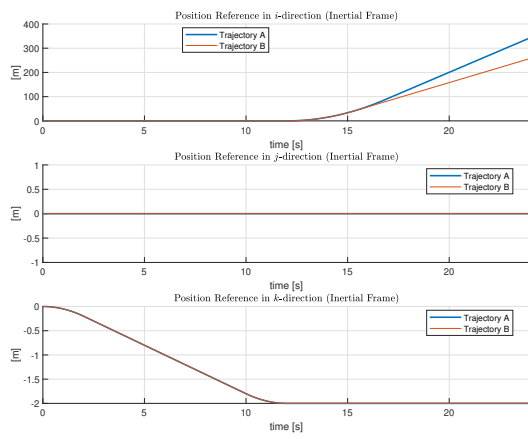 Position Reference in i-direction (Inertial Frame)
400
300
200
100
0
[m]
Trajectory A
Trajectory B
0 5 10 15 20
time [s]
Position Reference in j-direction (Inertial Frame)
1
0.5
0
-0.5
-1
[m]
Trajectory A
Trajectory B
0 5 10 15 20
time [s]
Position Reference in k-direction (Inertial Frame)
0
-0.5
-1
-1.5
-2
[m]
Trajectory A
Trajectory B
0 5 10 15 20
time [s]